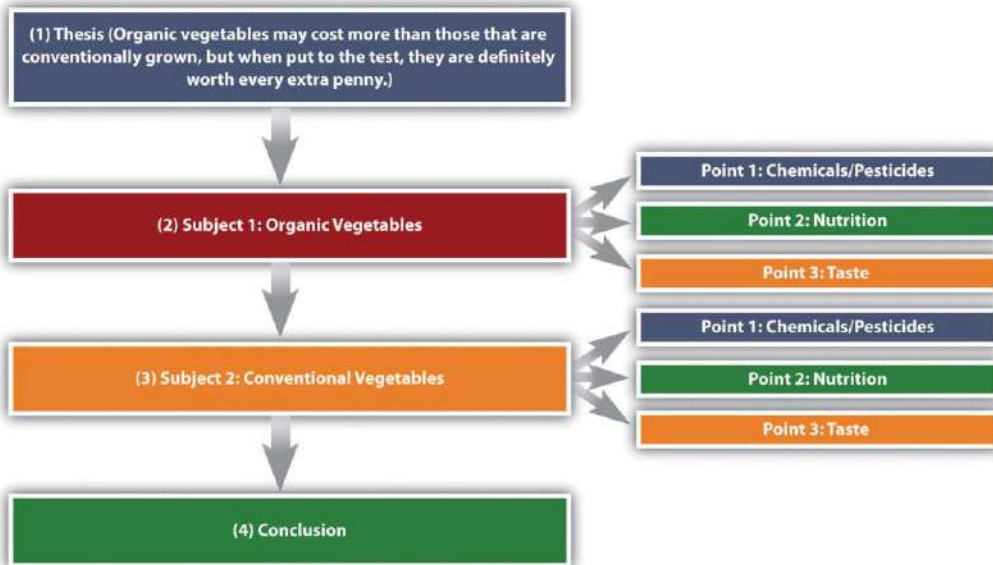 (1) Thesis (Organic vegetables may cost more than those that are
conventionally grown, but when put to the test, they are definitely
worth every extra penny.)
(2) Subject 1: Organic Vegetables
Point 1: Chemicals/Pesticides
Point 2: Nutrition
Point 3: Taste
(3) Subject 2: Conventional Vegetables
Point 1: Chemicals/Pesticides
Point 2: Nutrition
Point 3: Taste
(4) Conclusion